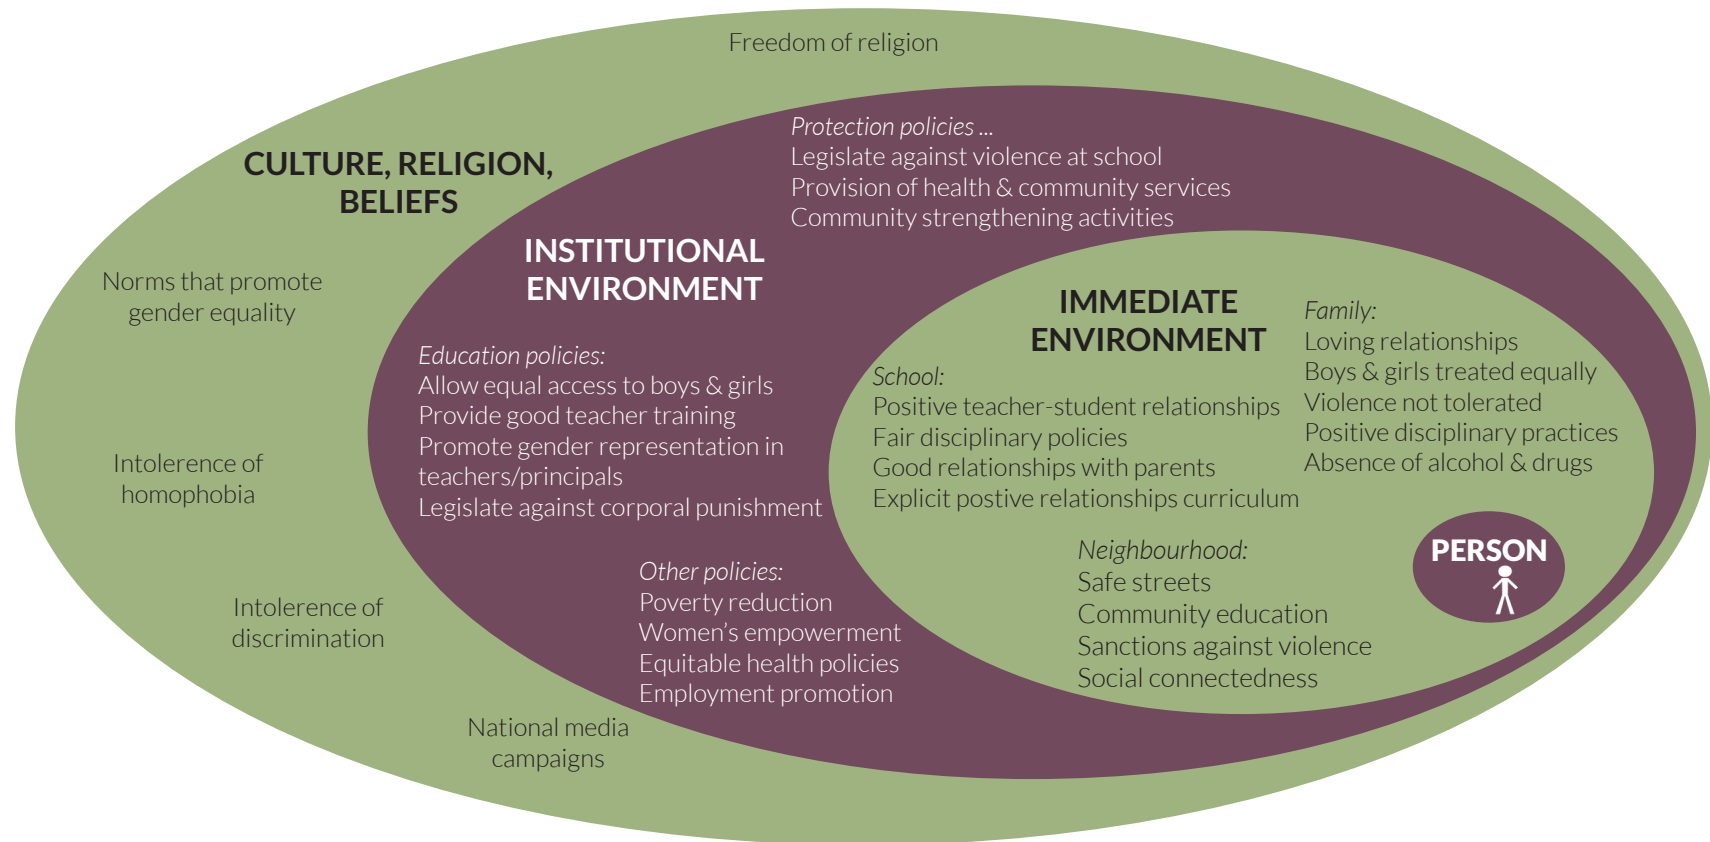 Freedom of religion
CULTURE, RELIGION,
BELIEFS
Norms that promote
gender equality
Intolerence of
homophobia
Intolerence of
discrimination
National media
campaigns
INSTITUTIONAL
ENVIRONMENT
Protection policies ...
Legislate against violence at school
Provision of health & community services
Community strengthening activities
Education policies:
Allow equal access to boys & girls
Provide good teacher training
Promote gender representation in
teachers/principals
Legislate against corporal punishment
Other policies:
Poverty reduction
Women’s empowerment
Equitable health policies
Employment promotion
IMMEDIATE
ENVIRONMENT
School:
Positive teacher-student relationships
Fair disciplinary policies
Good relationships with parents
Explicit postive relationships curriculum
Family:
Loving relationships
Boys & girls treated equally
Violence not tolerated
Positive disciplinary practices
Absence of alcohol & drugs
Neighbourhood:
Safe streets
Community education
Sanctions against violence
Social connectedness
PERSON